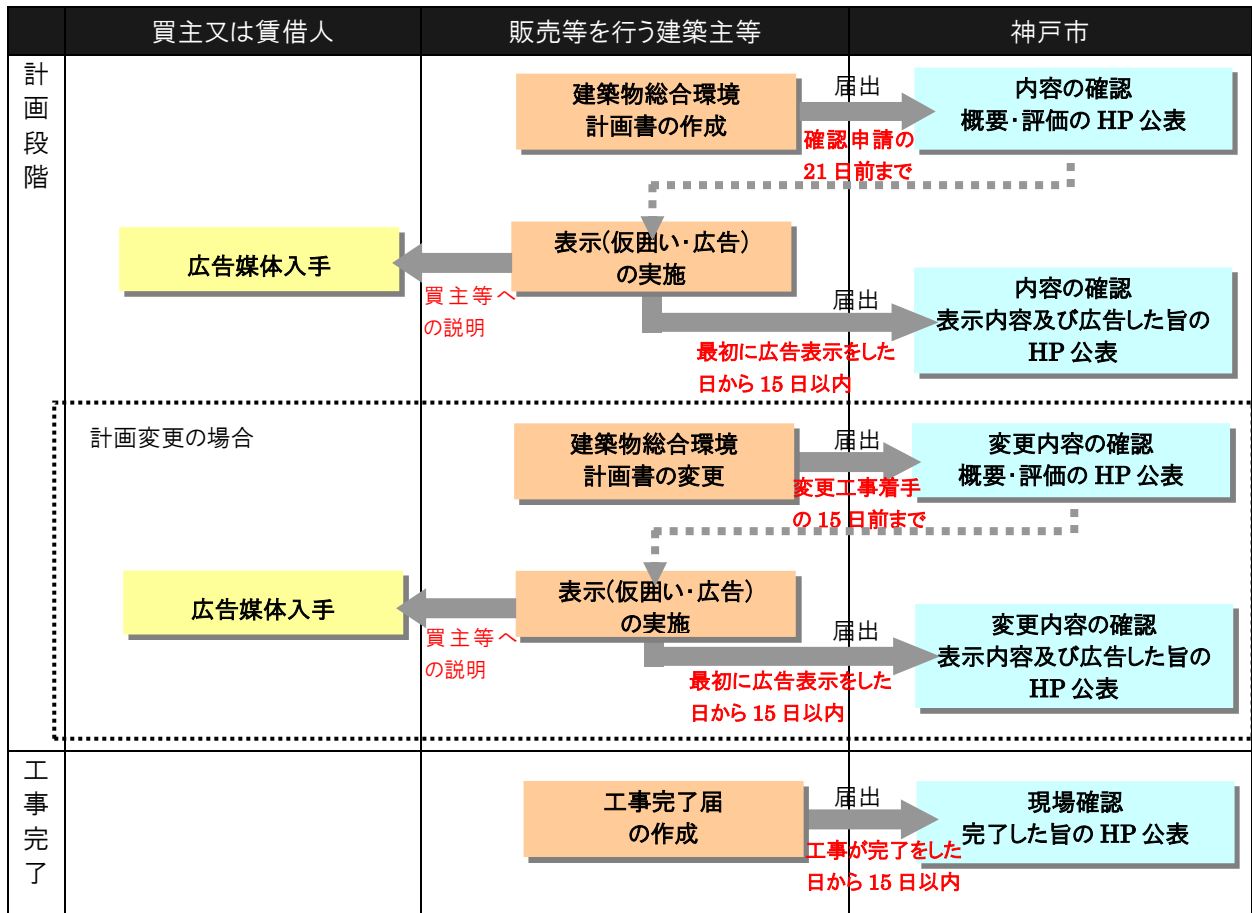 買主又は賃借人
販売等を行う建築主等
神戸市
計画段階
建築物総合環境
計画書の作成
届出
確認申請の
21日前まで
内容の確認
概要・評価の HP 公表
広告媒体入手
買主等へ
の説明
表示(仮囲い・広告)
の実施
届出
最初に広告表示をした
日から 15 日以内
内容の確認
表示内容及び広告した旨の
HP 公表
計画変更の場合
建築物総合環境
計画書の変更
届出
変更工事着手
の 15 日前まで
変更内容の確認
概要・評価の HP 公表
広告媒体入手
買主等へ
の説明
表示(仮囲い・広告)
の実施
届出
最初に広告表示をした
日から 15 日以内
変更内容の確認
表示内容及び広告した旨の
HP 公表
工事完了
工事完了届
の作成
届出
工事が完了をした
日から 15 日以内
現場確認
完了した旨の HP 公表